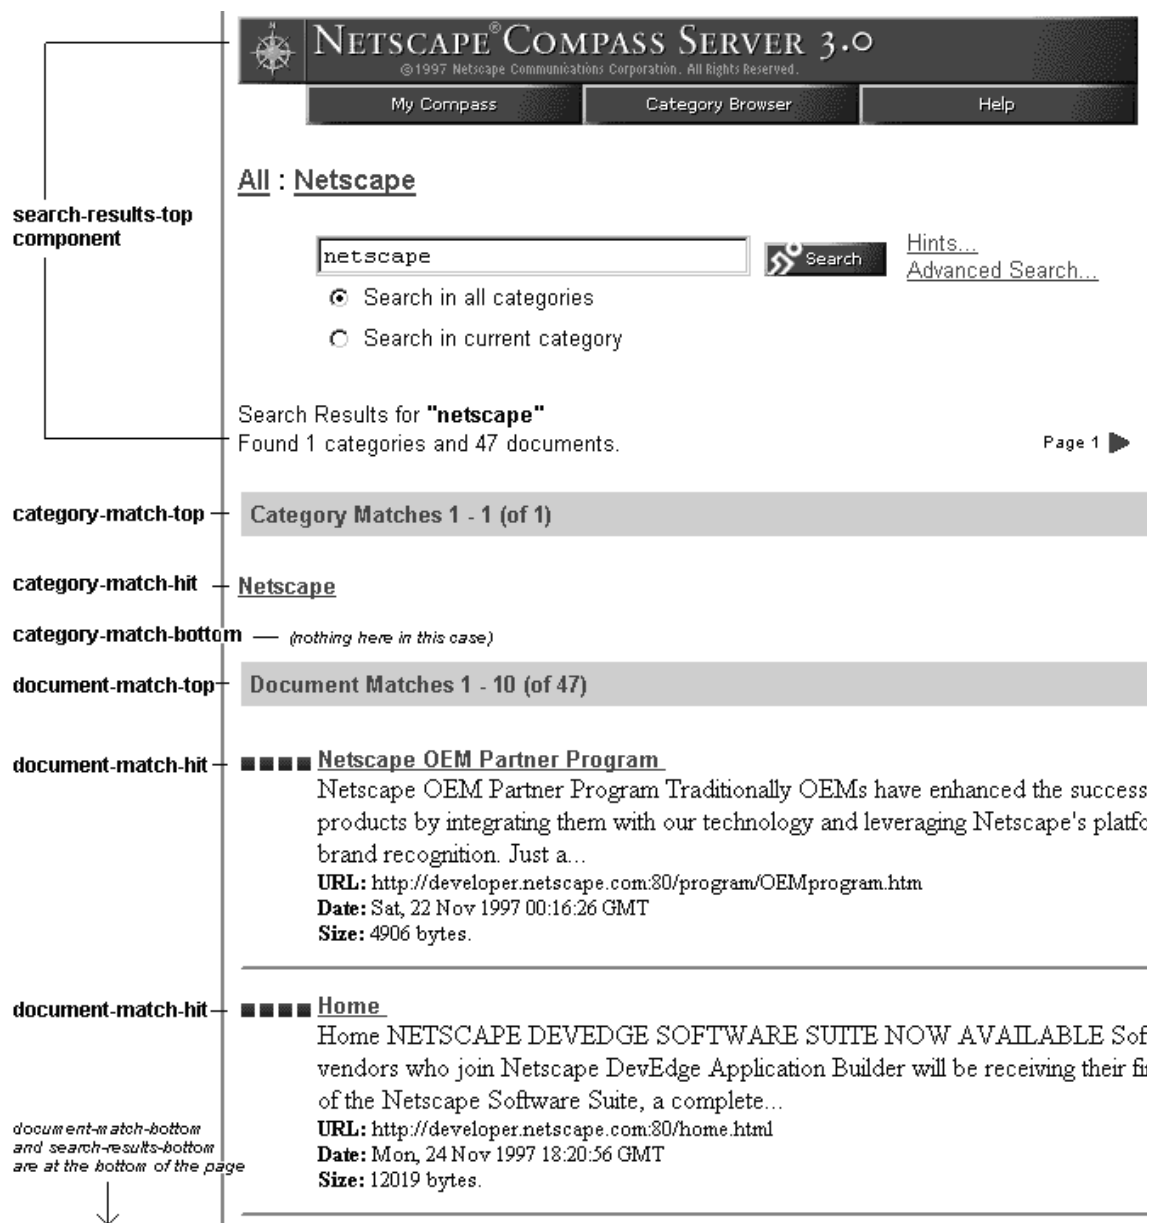 N
NETSCAPE® COMPASS SERVER 3.0
©1997 Netscape Communications Corporation. All Rights Reserved.
My Compass Category Browser Help
All : Netscape
search-results-top
component
netscape Search Hints...
Advanced Search...
Search in all categories
Search in current category
Search Results for "netscape"
Found 1 categories and 47 documents. Page 1
category-match-top Category Matches 1 - 1 (of 1)
category-match-hit Netscape
category-match-bottom (nothing here in this case)
document-match-top Document Matches 1 - 10 (of 47)
document-match-hit Netscape OEM Partner Program
Netscape OEM Partner Program Traditionally OEMs have enhanced the success
products by integrating them with our technology and leveraging Netscape's platfo
brand recognition. Just a...
URL: http://developer.netscape.com:80/program/OEMprogram.htm
Date: Sat, 22 Nov 1997 00:16:26 GMT
Size: 4906 bytes.
document-match-hit Home
Home NETSCAPE DEVEDGE SOFTWARE SUITE NOW AVAILABLE Sof
vendors who join Netscape DevEdge Application Builder will be receiving their fi
of the Netscape Software Suite, a complete...
URL: http://developer.netscape.com:80/home.html
Date: Mon, 24 Nov 1997 18:20:56 GMT
Size: 12019 bytes.
document-match-bottom
and search-results-bottom
are at the bottom of the page